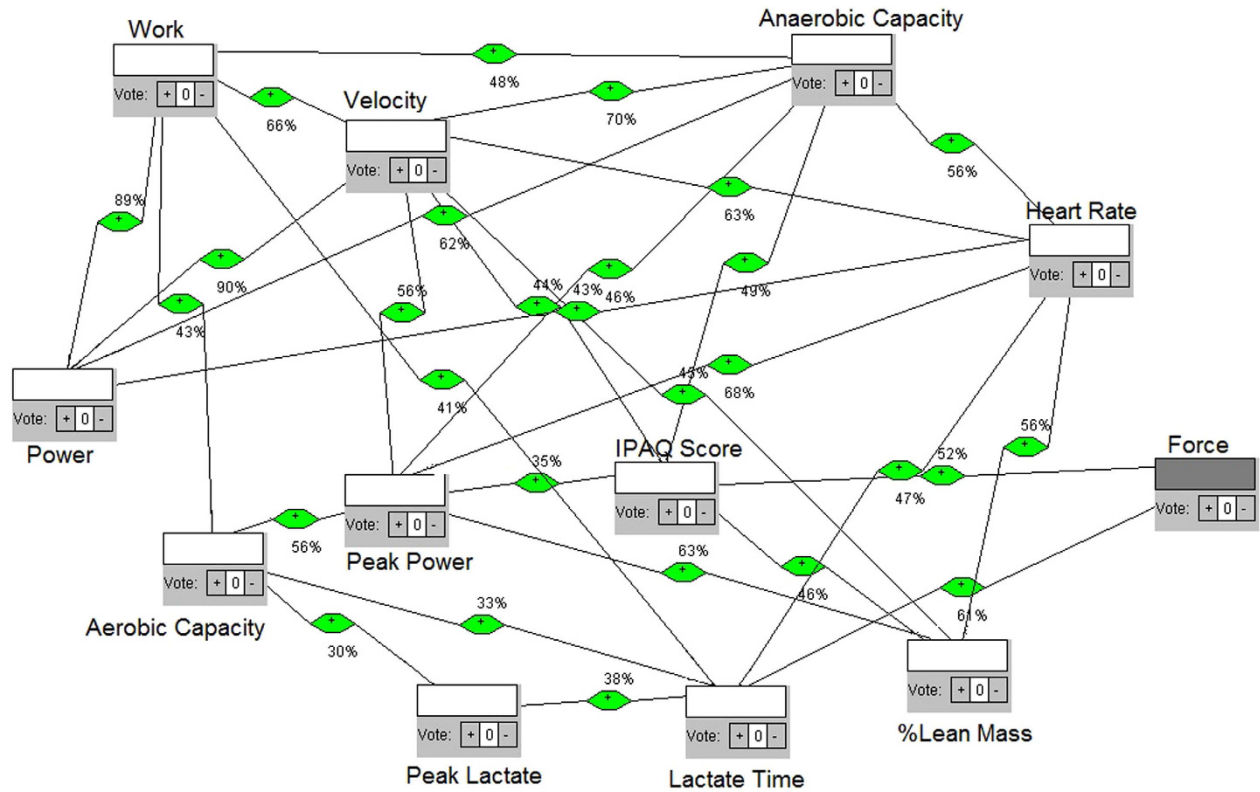 Anaerobic Capacity
Work
+
48%
Vote: + 0 -
Vote: + 0 -
+
66%
Velocity
+
70%
Vote: + 0 -
+
56%
+
63%
89%
+
Heart Rate
+
62%
Vote: + 0 -
+
90%
+
43%
46%
+
49%
44%
+
+
56%
+
+
43%
45%
+
68%
Vote: + 0 -
Power
+
41%
+
56%
+
IPAQ Score
35%
+
52%
+
47%
+
Force
Vote: + 0 -
Vote: + 0 -
Vote: + 0 -
+
56%
Peak Power
63%
+
+
46%
Vote: + 0 -
Aerobic Capacity
33%
+
+
61%
+
30%
38%
+
Vote: + 0 -
%Lean Mass
Vote: + 0 -
Peak Lactate
Vote: + 0 -
Lactate Time